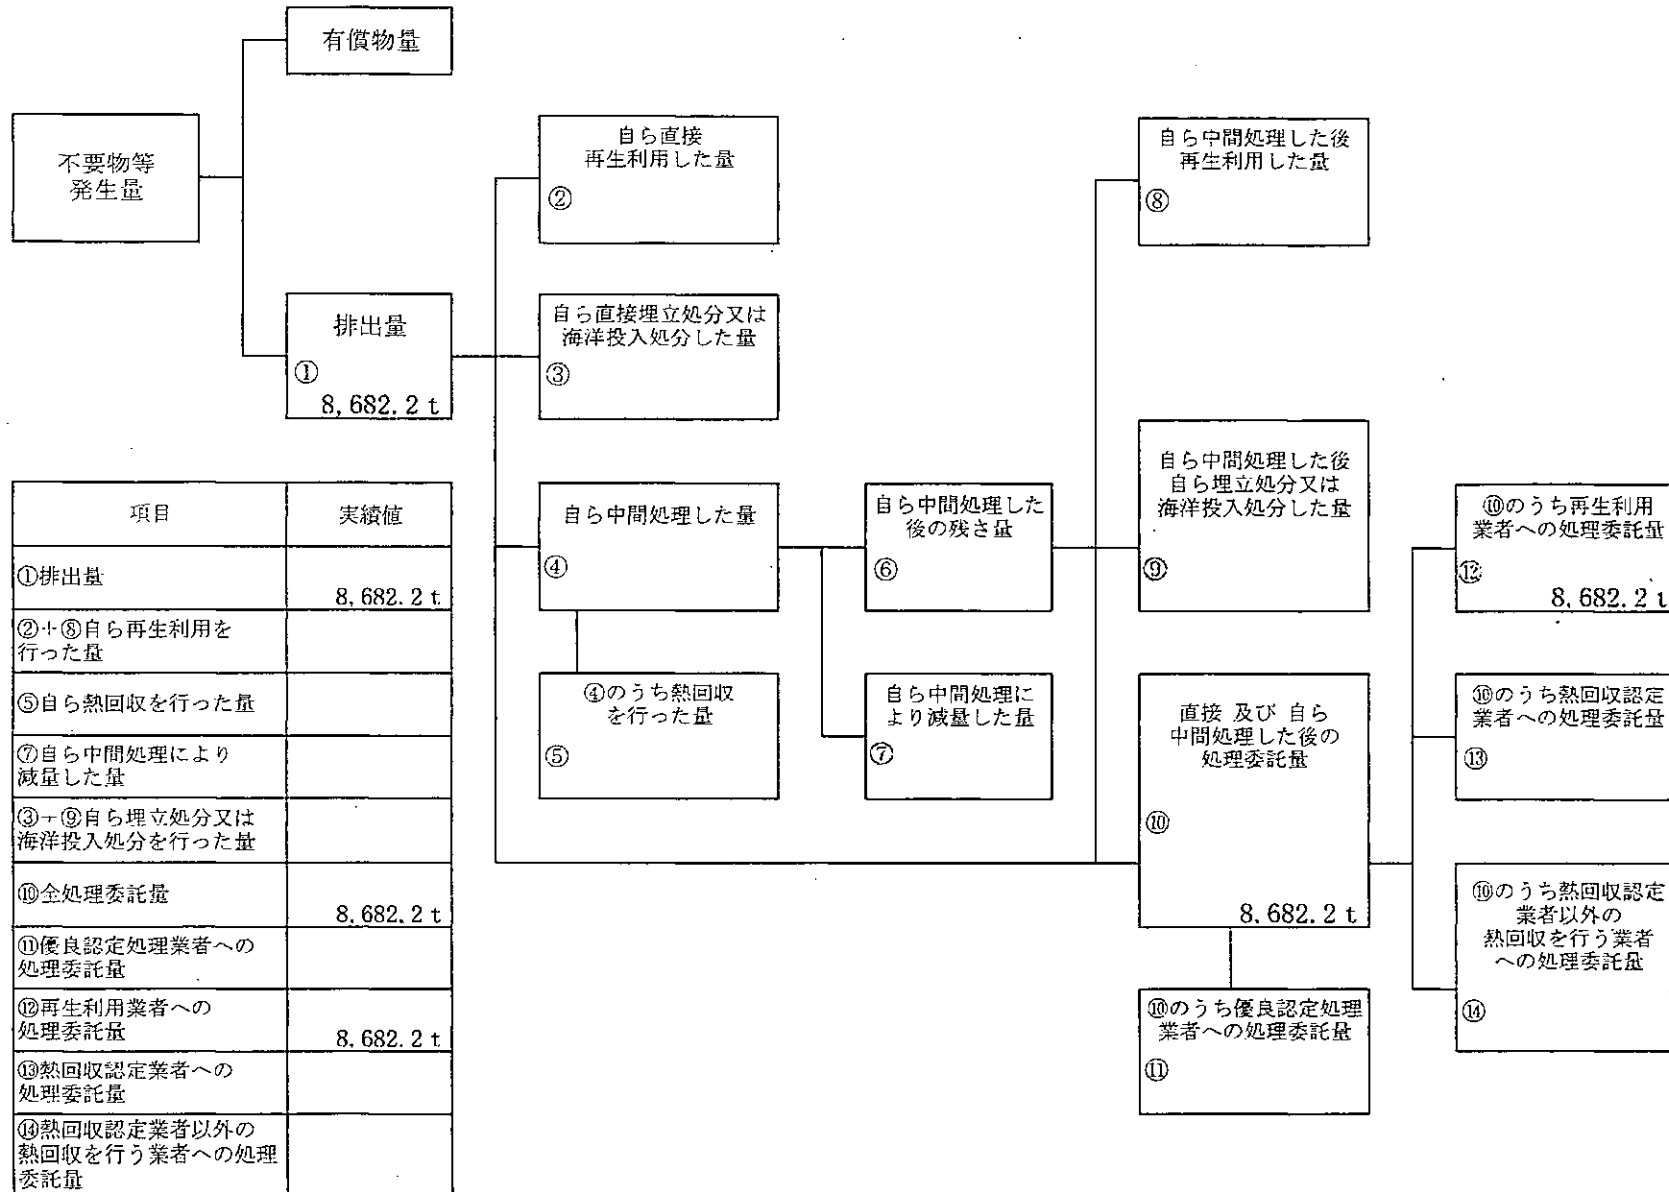 有償物量
不要物等
発生量
排出量
①
8,682.2 t
自ら直接
再生利用した量
②
自ら直接埋立処分又は
海洋投入処分した量
③
自ら中間処理した量
④
④のうち熱回収
を行った量
⑤
自ら中間処理した
後の残さ量
⑥
自ら中間処理に
より減量した量
⑦
自ら中間処理した後
再生利用した量
⑧
自ら中間処理した後
自ら埋立処分又は
海洋投入処分した量
⑨
直接 及び 自ら
中間処理した後の
処理委託量
⑩
8,682.2 t
⑩のうち優良認定処理
業者への処理委託量
⑪
⑩のうち再生利用
業者への処理委託量
⑫
8,682.2 t
⑩のうち熱回収認定
業者への処理委託量
⑬
⑩のうち熱回収認定
業者以外の
熱回収を行う業者
への処理委託量
⑭
項目 実績値
①排出量
8,682.2 t
②+⑧自ら再生利用を
行った量
⑤自ら熱回収を行った量
⑦自ら中間処理により
減量した量
③+⑨自ら埋立処分又は
海洋投入処分を行った量
⑩全処理委託量
8,682.2 t
⑪優良認定処理業者への
処理委託量
⑫再生利用業者への
処理委託量
8,682.2 t
⑬熱回収認定業者への
処理委託量
⑭熱回収認定業者以外の
熱回収を行う業者への処理
委託量